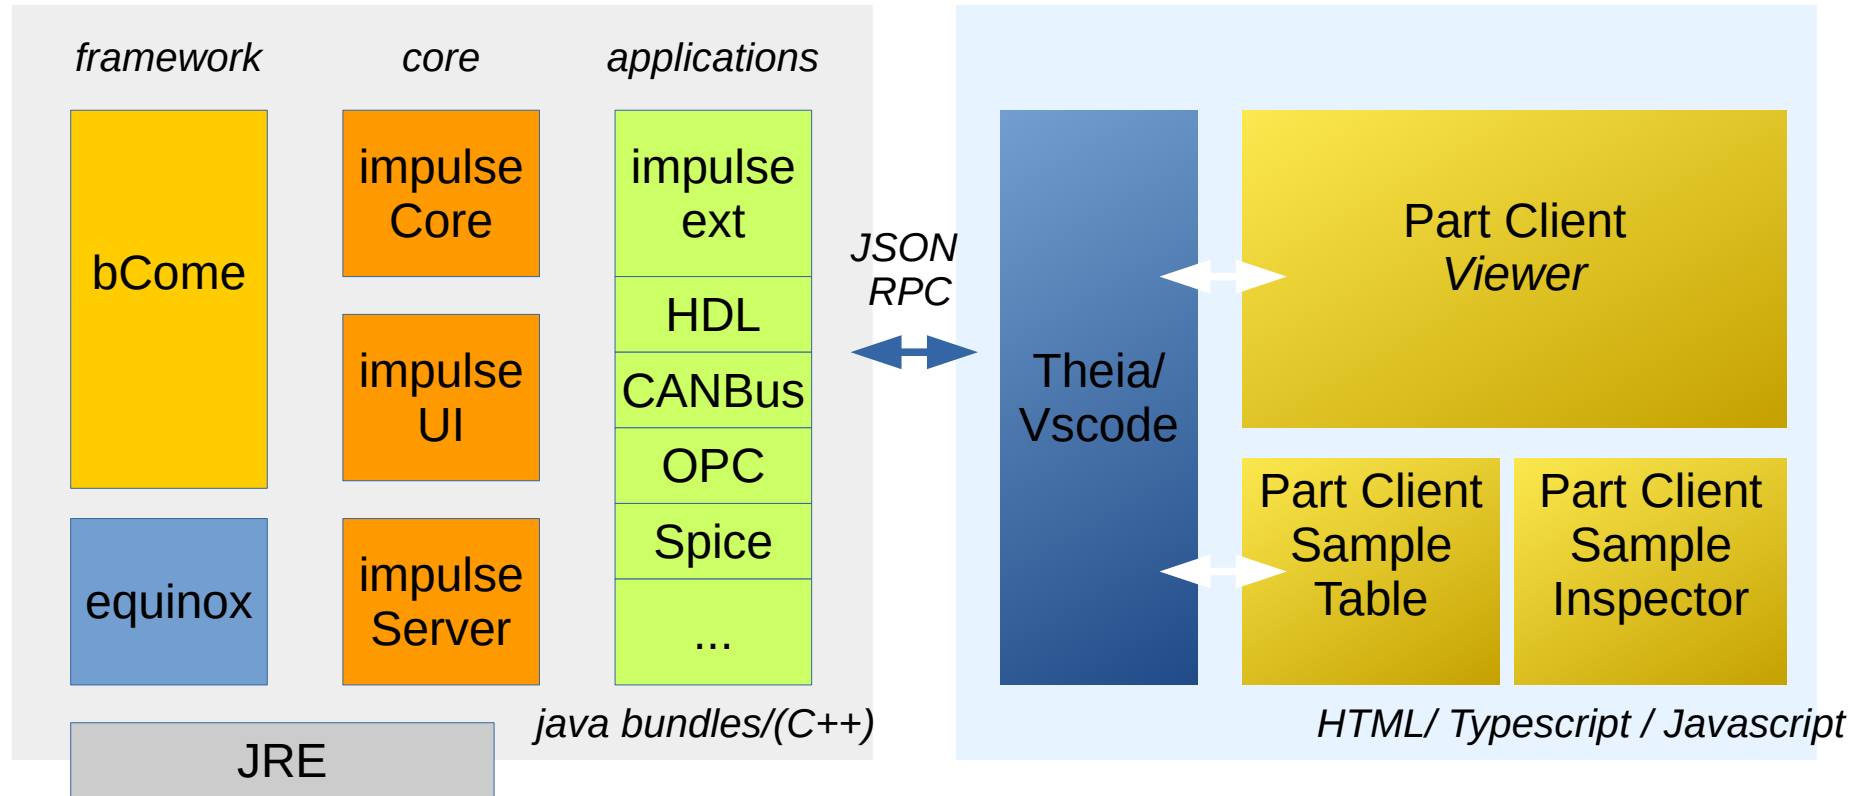 framework
core
applications
bCome
equinox
impulse
Core
impulse
UI
impulse
Server
impulse
ext
HDL
CANBus
OPC
Spice
...
java bundles/(C++)
JRE
JSON
RPC
Theia/
Vscode
Part Client
Viewer
Part Client
Sample
Table
Part Client
Sample
Inspector
HTML/ Typescript / Javascript